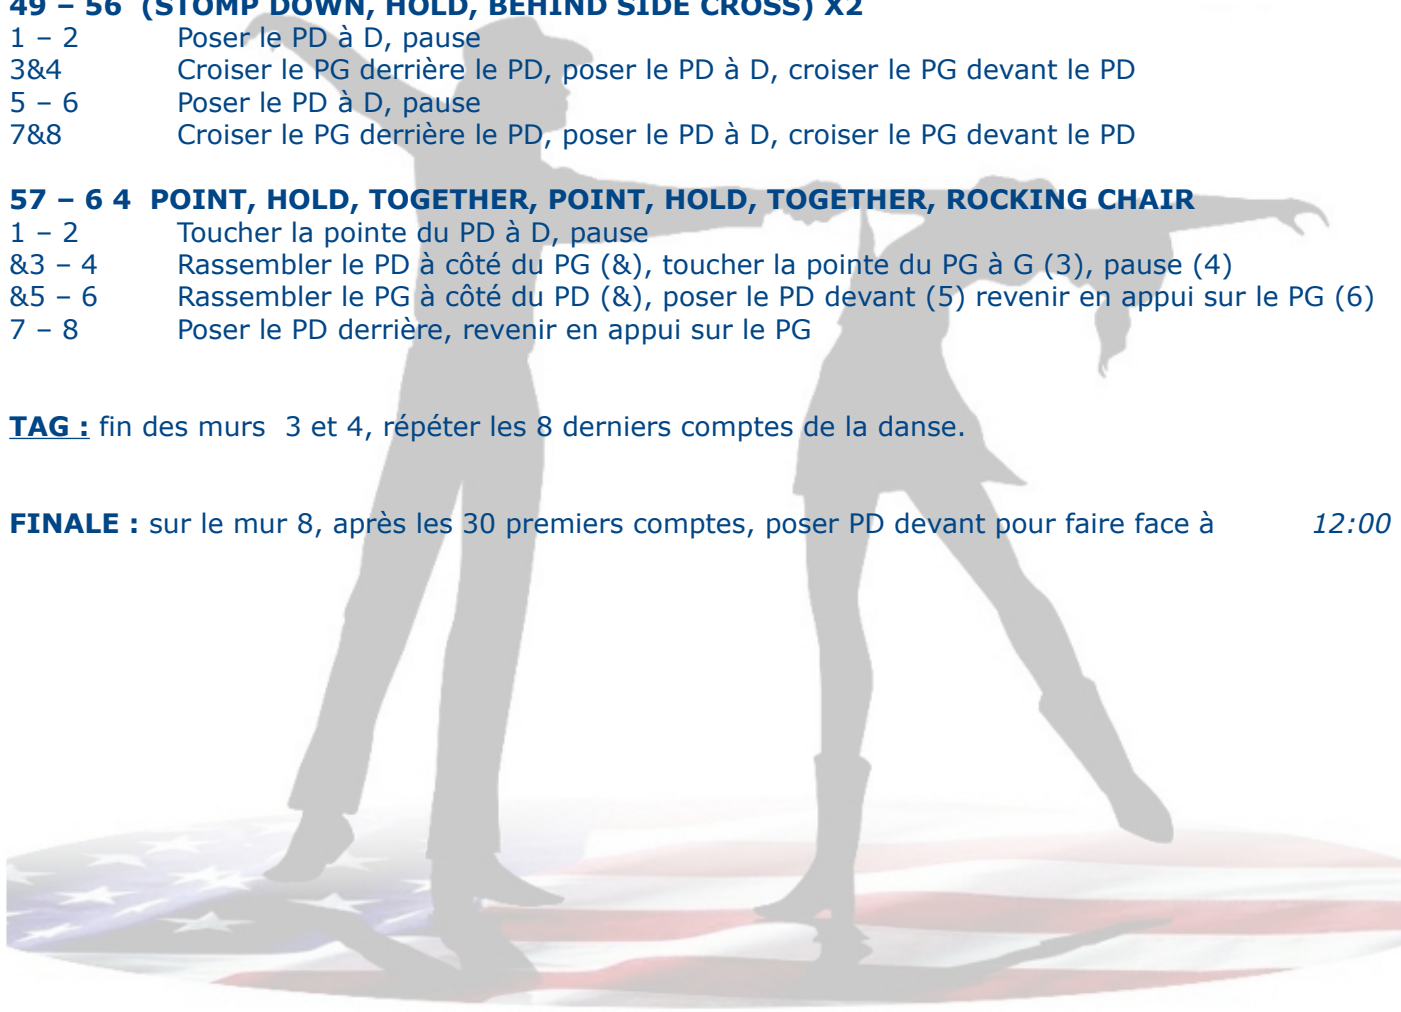 49 – 56 (STOMP DOWN, HOLD, BEHIND SIDE CROSS) X2
1 – 2 Poser le PD à D, pause
3&4 Croiser le PG derrière le PD, poser le PD à D, croiser le PG devant le PD
5 – 6 Poser le PD à D, pause
7&8 Croiser le PG derrière le PD, poser le PD à D, croiser le PG devant le PD
57 – 6 4 POINT, HOLD, TOGETHER, POINT, HOLD, TOGETHER, ROCKING CHAIR
1 – 2 Toucher la pointe du PD à D, pause
&3 – 4 Rassembler le PD à côté du PG (&), toucher la pointe du PG à G (3), pause (4)
&5 – 6 Rassembler le PG à côté du PD (&), poser le PD devant (5) revenir en appui sur le PG (6)
7 – 8 Poser le PD derrière, revenir en appui sur le PG
TAG : fin des murs 3 et 4, répéter les 8 derniers comptes de la danse.
FINALE : sur le mur 8, après les 30 premiers comptes, poser PD devant pour faire face à 12:00